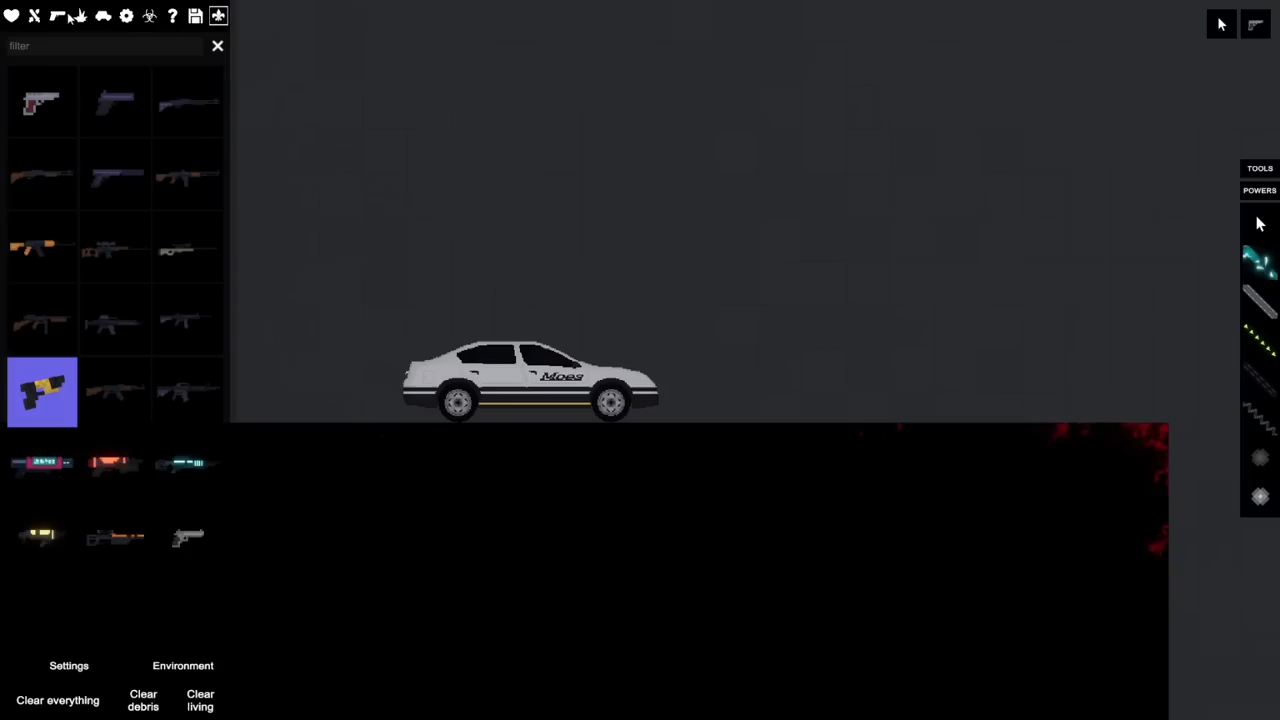 filter
TOOLS
POWERS
Moes
Settings
Environment
Clear everything
Clear
debris
Clear
living